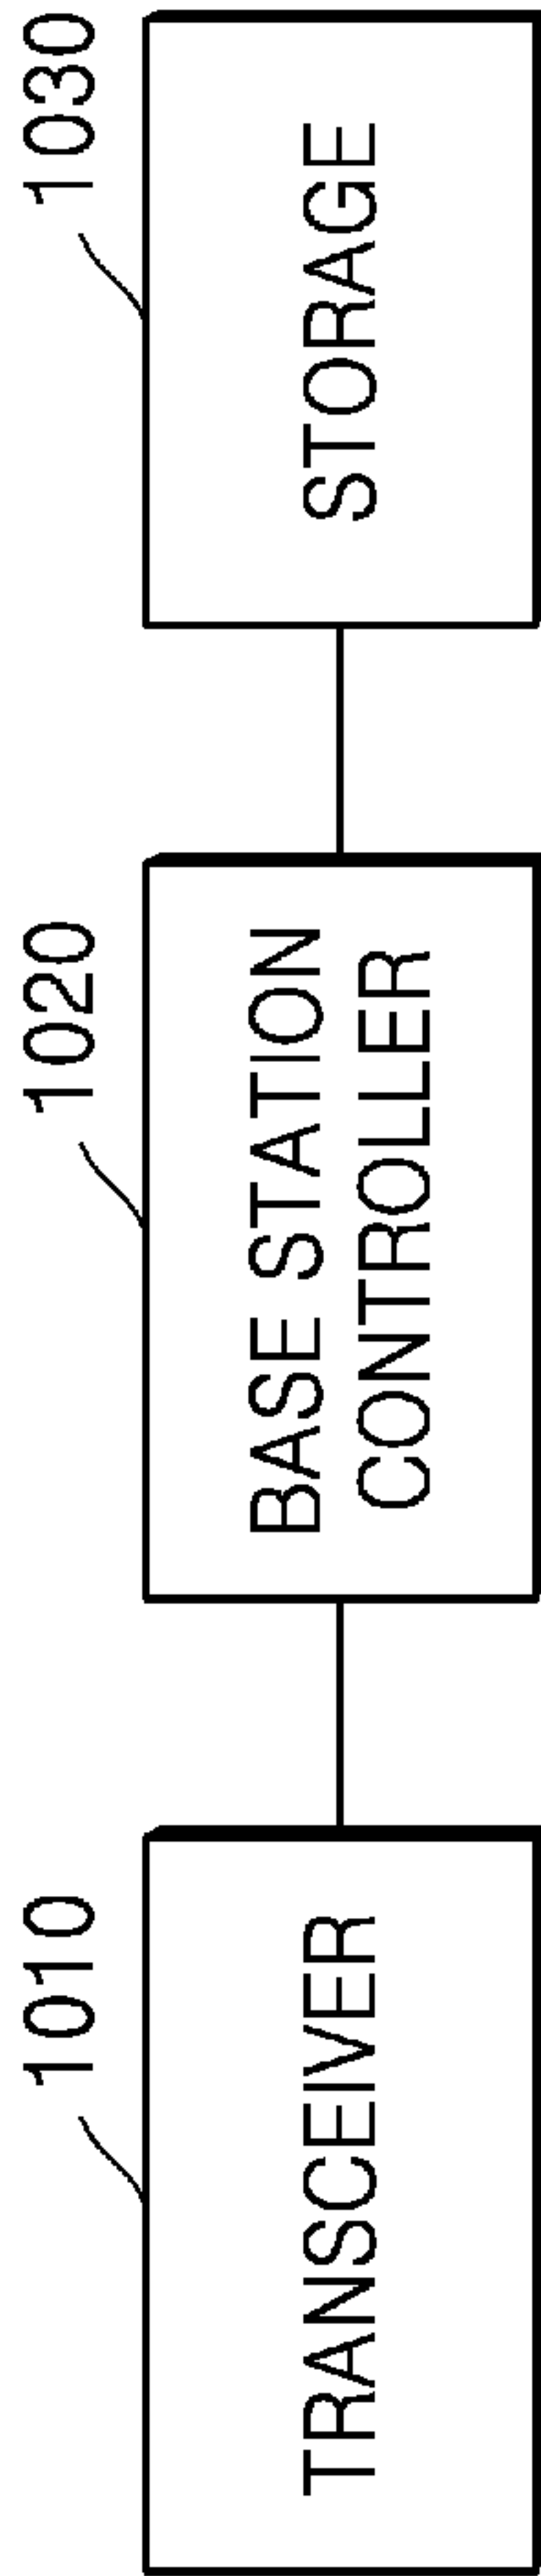 1010
1020
1030
TRANSCEIVER
BASE STATION
CONTROLLER
STORAGE